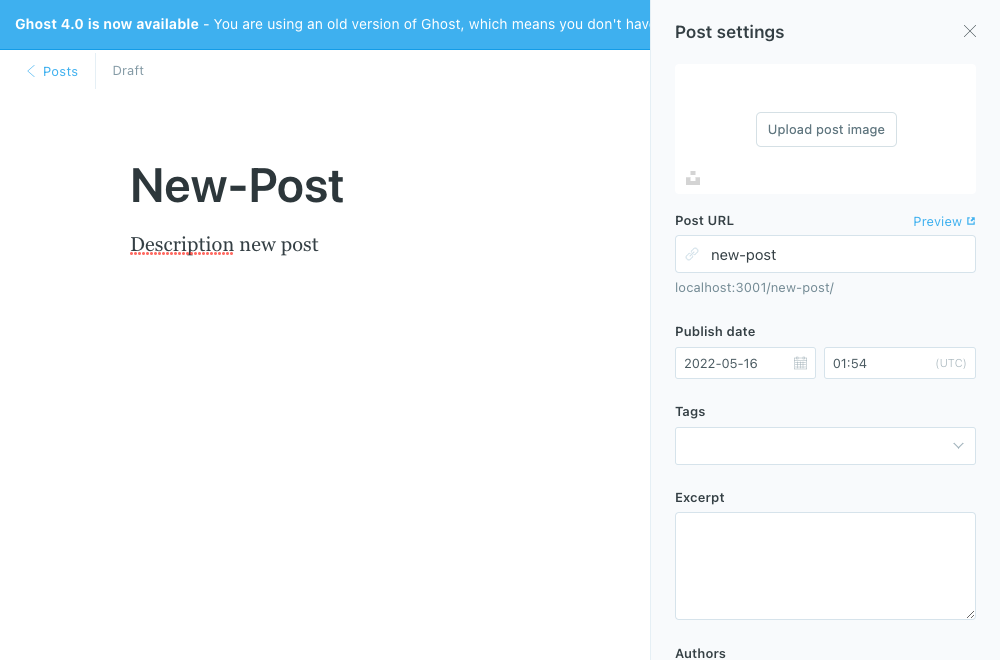 Ghost 4.0 is now available - You are using an old version of Ghost, which means you don't have
Posts
Draft
New-Post
Description new post
Post settings
Upload post image
Post URL
Preview
new-post
localhost:3001/new-post/
Publish date
2022-05-16
01:54
(UTC)
Tags
Excerpt
Authors